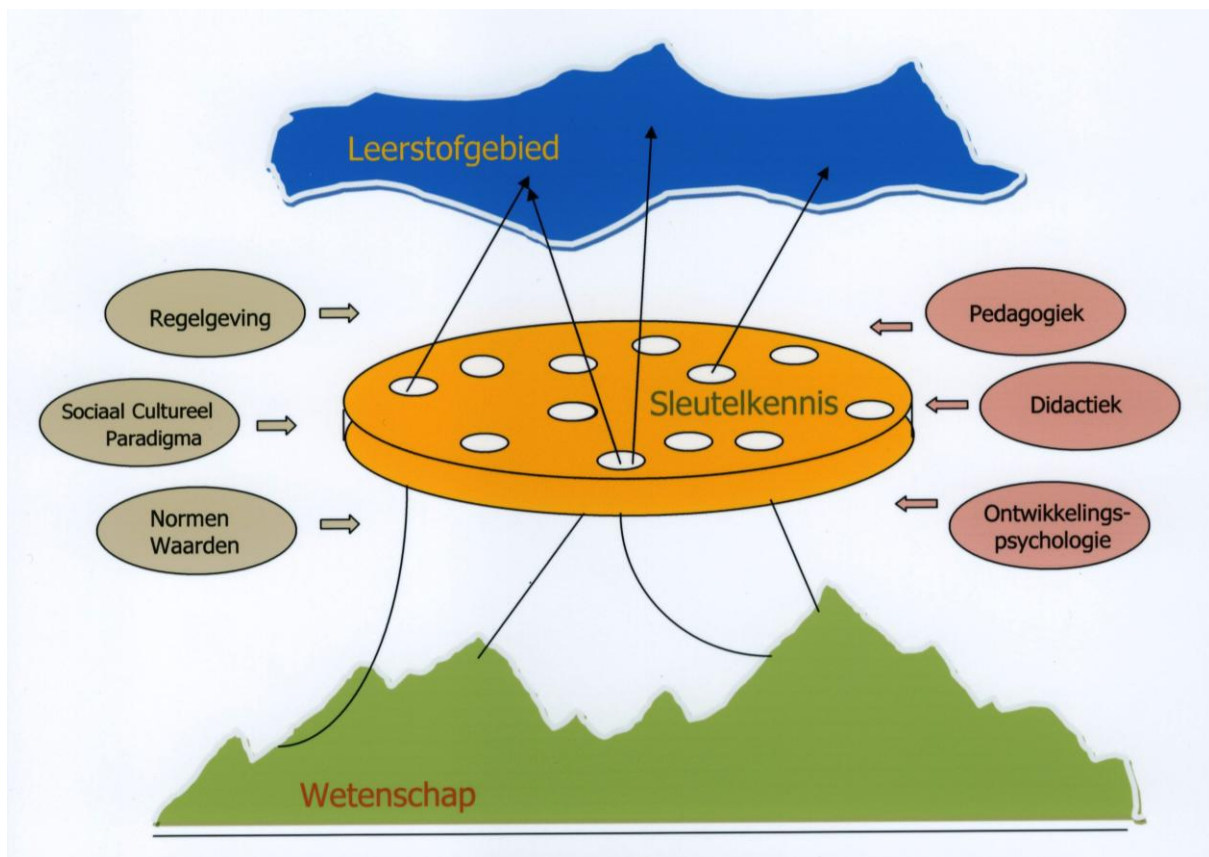 Leerstofgebied
Regelgeving
Pedagogiek
Sociaal Cultureel
Paradigma
Sleutelkennis
Didactiek
Normen
Waarden
Ontwikkelings-
psychologie
Wetenschap